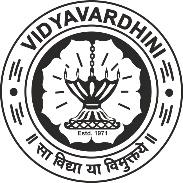 VIDYAVARDHINI
Estd. 1971
॥ सा विद्या या विमुक्तये ॥